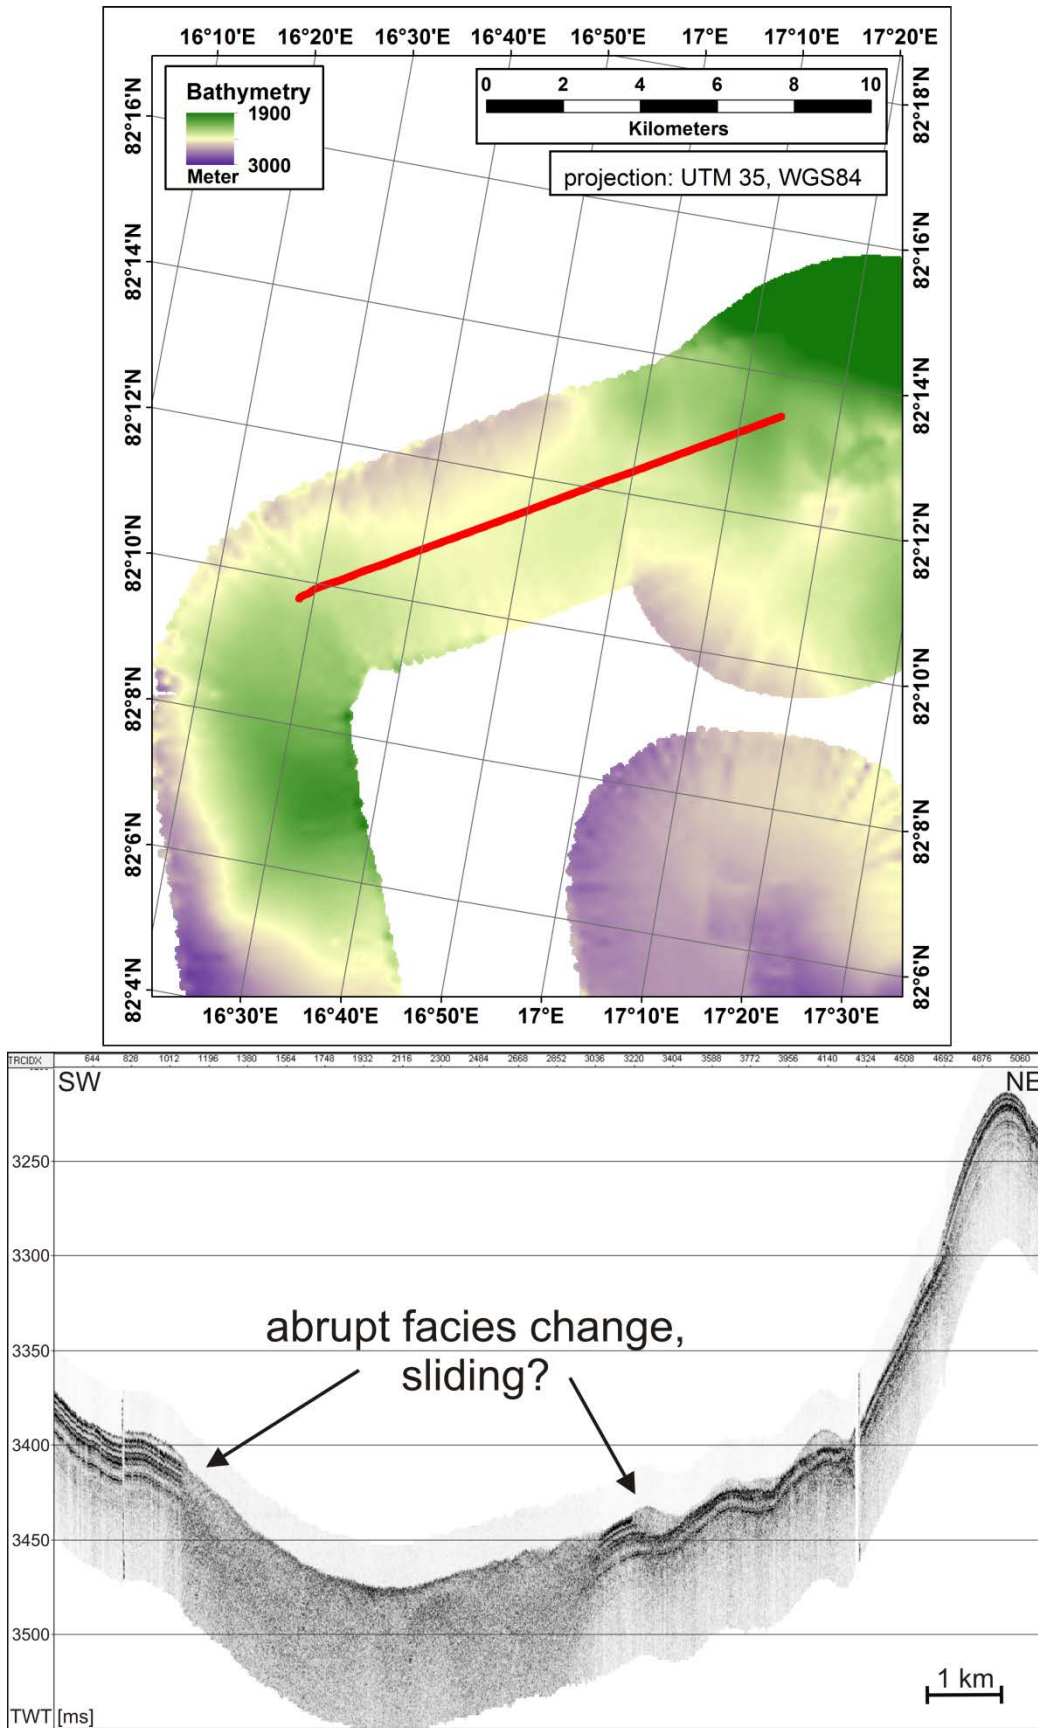 16°10'E 16°20'E 16°30'E 16°40'E 16°50'E 17°E 17°10'E 17°20'E
Bathymetry
1900
3000
Meter
0 2 4 6 8 10
Kilometers
projection: UTM 35, WGS84
82°16'N
82°14'N
82°12'N
82°10'N
82°8'N
82°6'N
82°4'N
82°18'N
82°16'N
82°14'N
82°12'N
82°10'N
82°8'N
82°6'N
16°30'E 16°40'E 16°50'E 17°E 17°10'E 17°20'E 17°30'E
TRCIDX 644 828 1012 1196 1380 1564 1748 1932 2116 2300 2484 2668 2852 3036 3220 3404 3588 3772 3956 4140 4324 4508 4692 4876 5060
SW NE
3250
3300
3350
abrupt facies change,
sliding?
3400
3450
3500
1 km
TWT [ms]